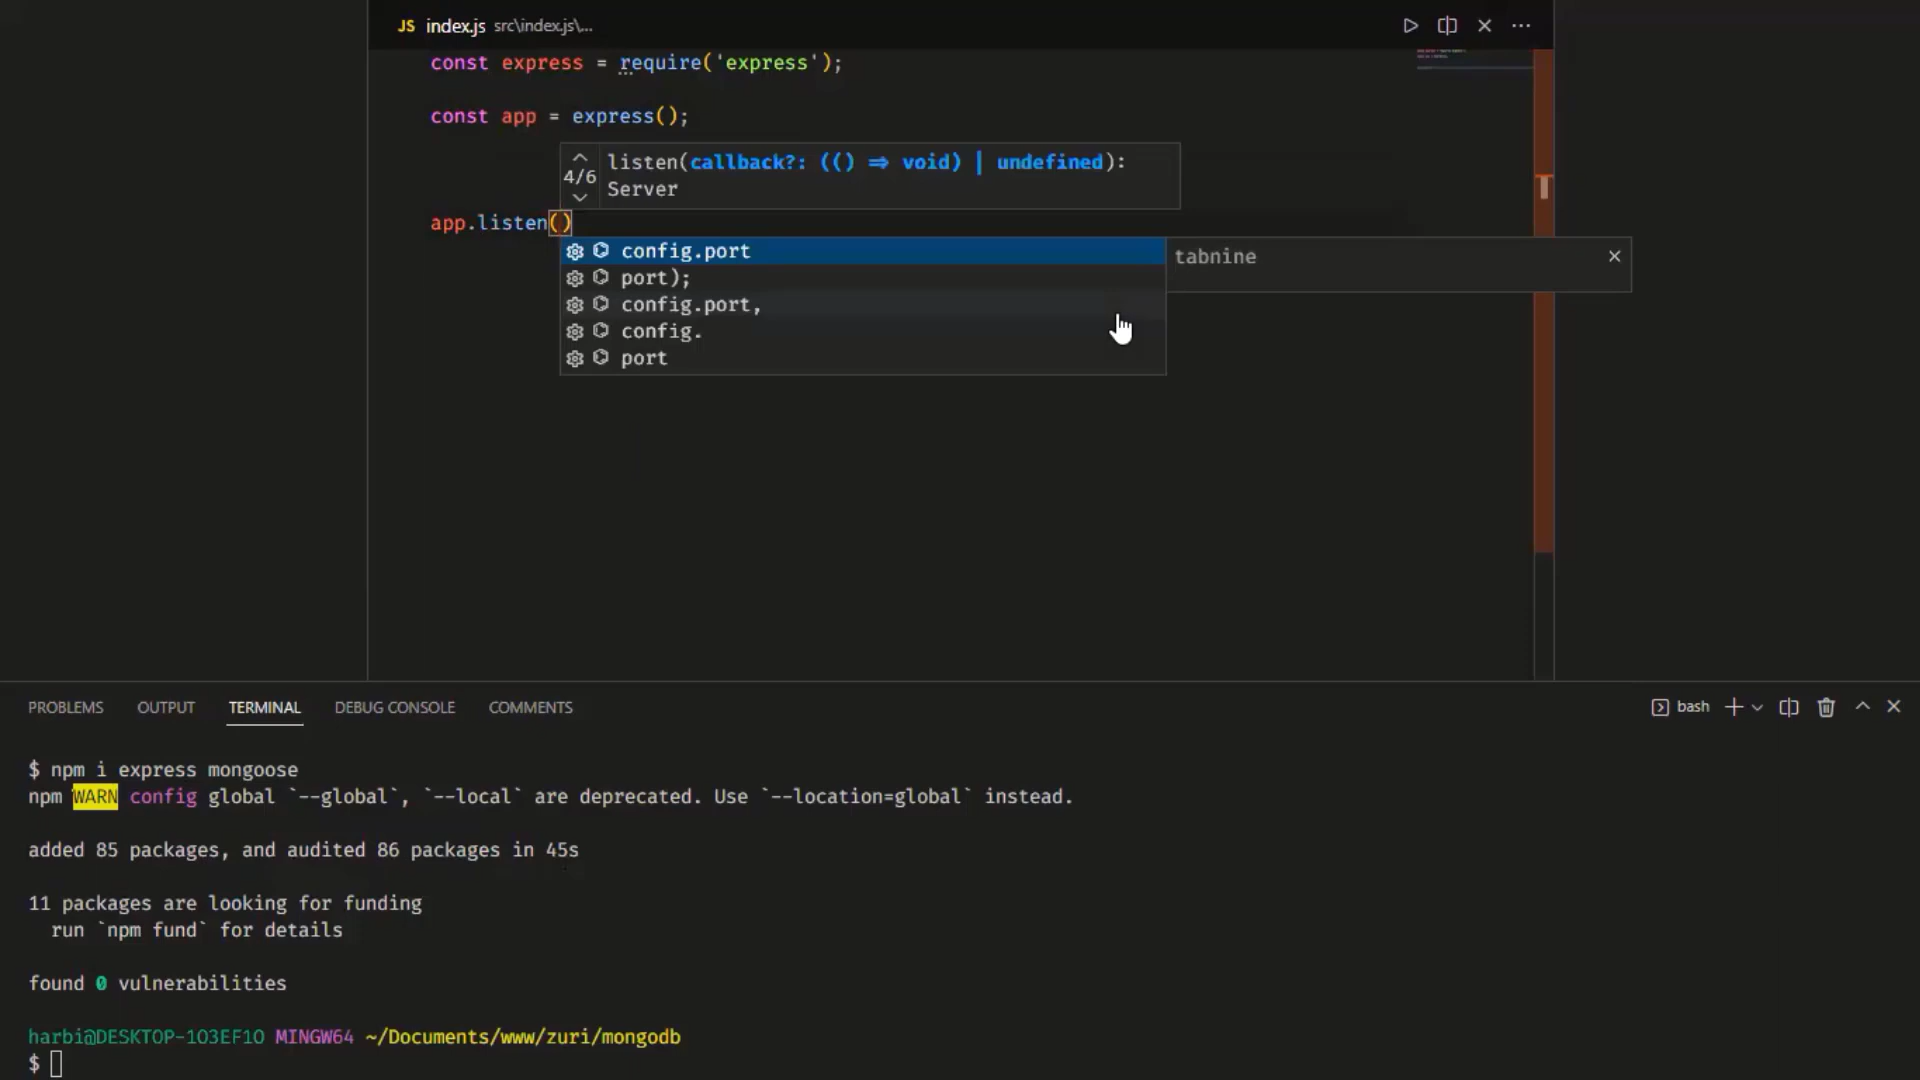 JS index.js src\index.js\...
const express = require('express');
const app = express();
4/6
listen(callback?: (() => void) | undefined):
Server
app.listen()
config.port
tabnine
port);
config.port,
config.
port
PROBLEMS OUTPUT TERMINAL DEBUG CONSOLE COMMENTS
bash
$ npm i express mongoose
npm WARN config global `--global`, `--local` are deprecated. Use `--location=global` instead.
added 85 packages, and audited 86 packages in 45s
11 packages are looking for funding
run `npm fund` for details
found 0 vulnerabilities
harbi@DESKTOP-1O3EF1O MINGW64 ~/Documents/www/zuri/mongodb
$